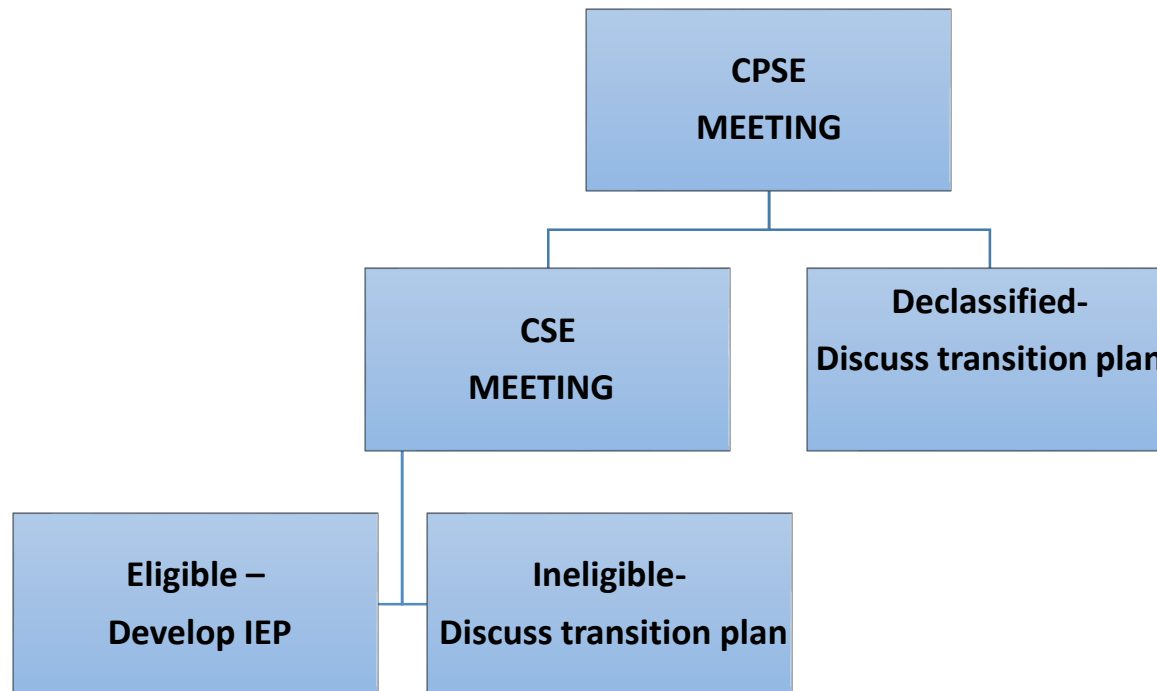 CPSE
MEETING
CSE
MEETING
Declassified-
Discuss transition plan
Eligible –
Develop IEP
Ineligible-
Discuss transition plan